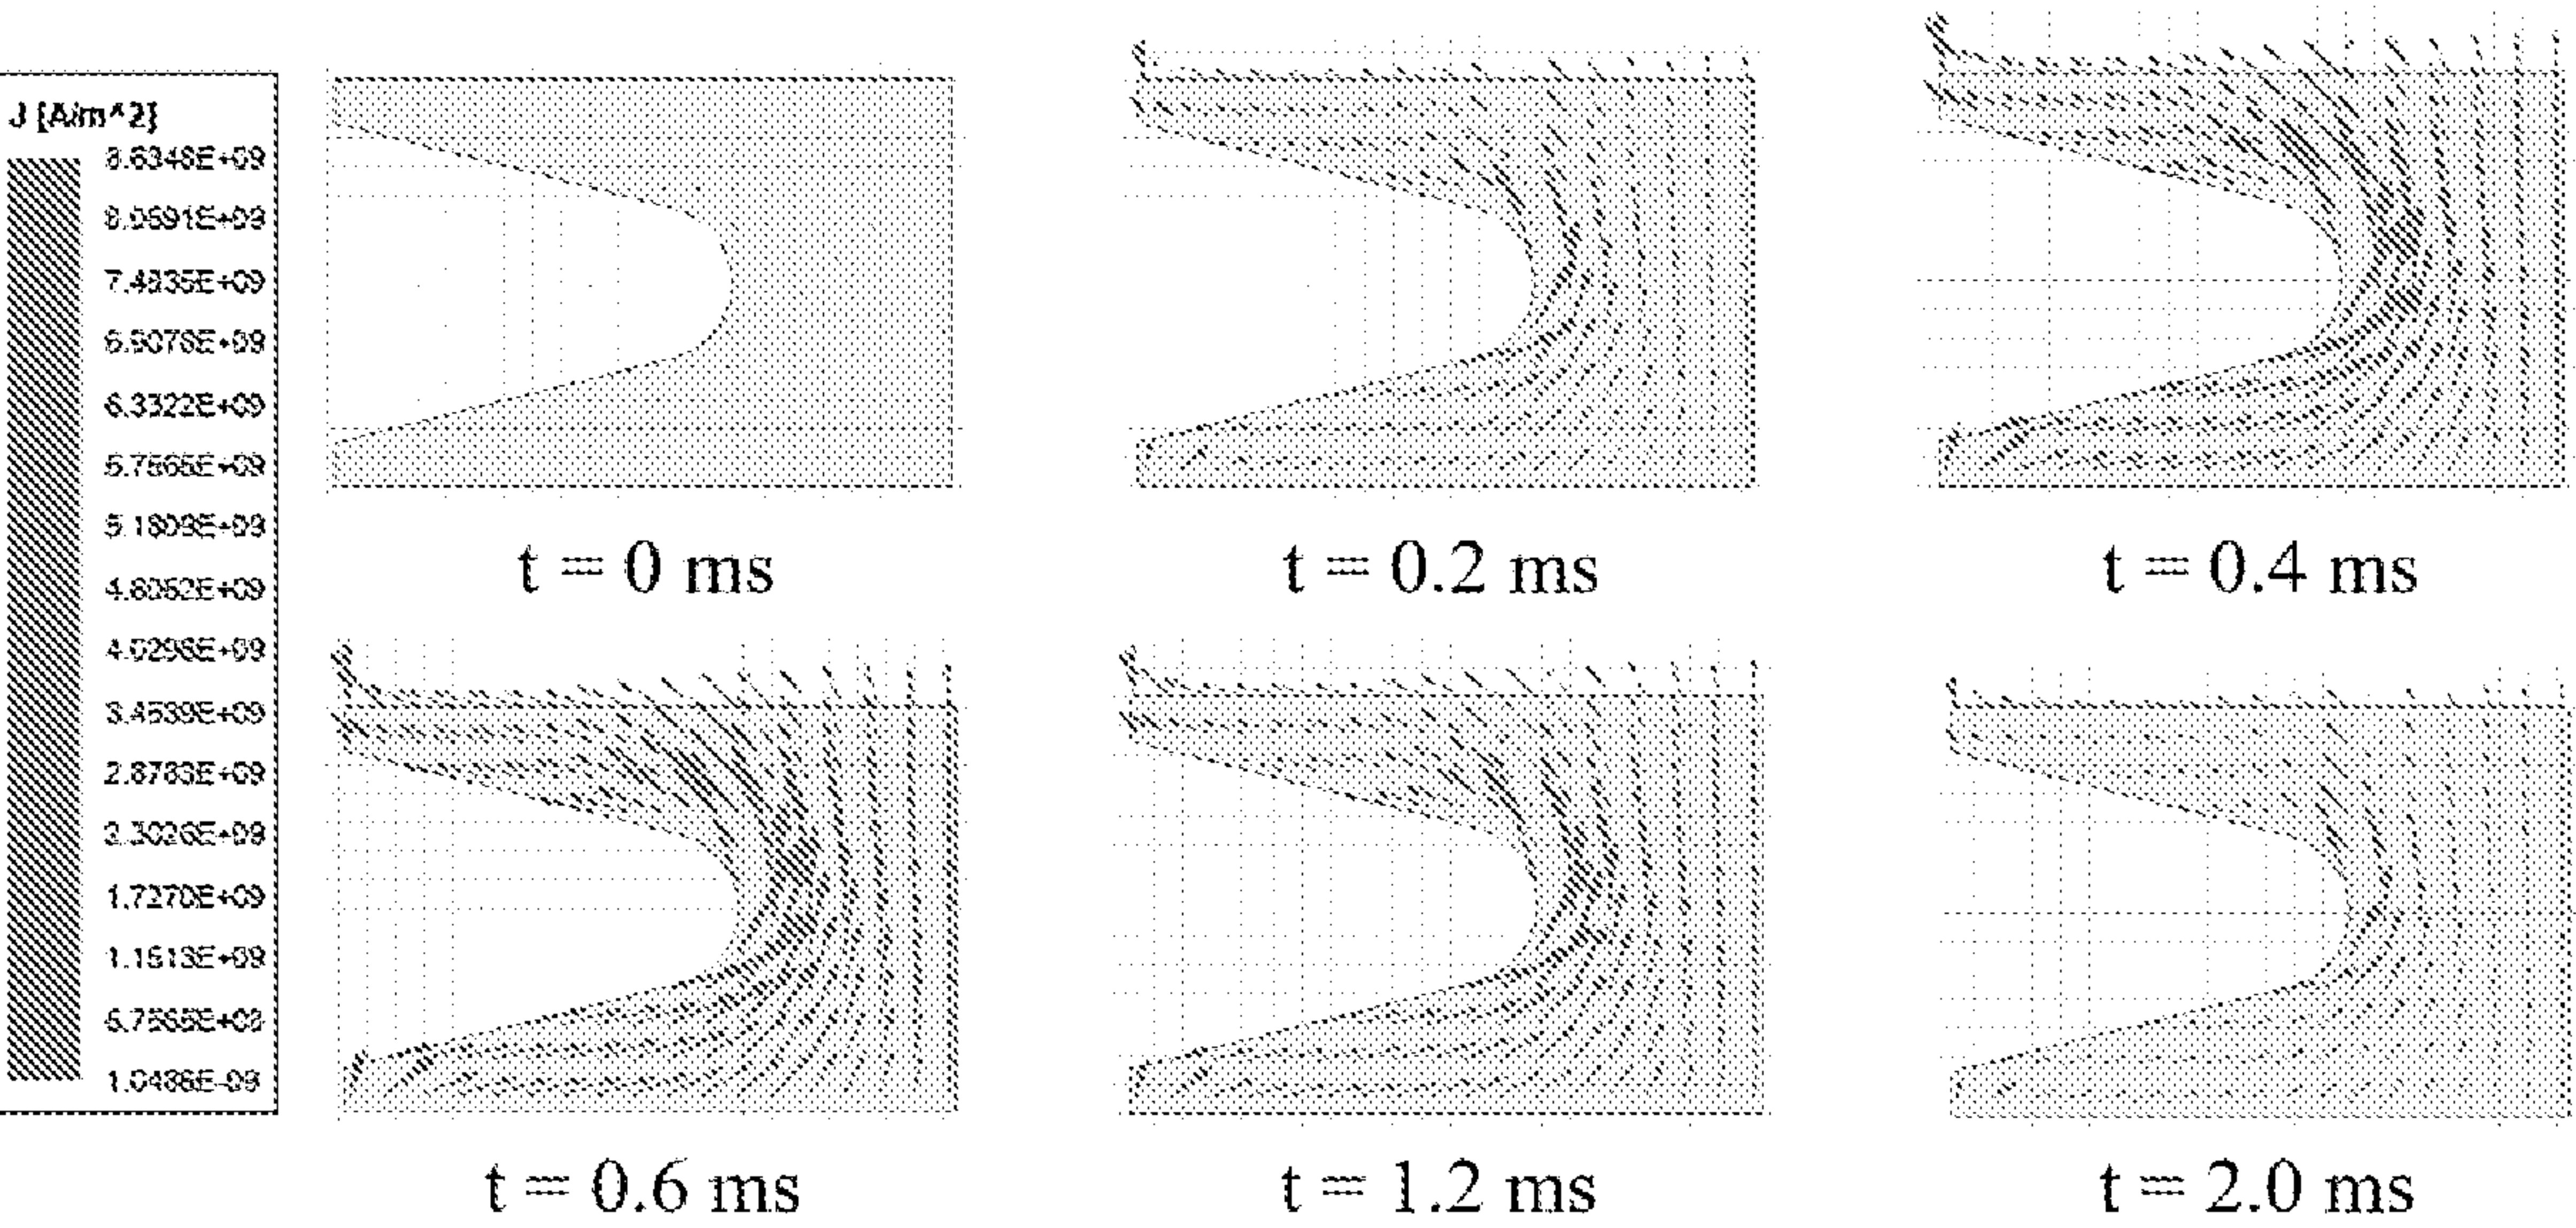 J [A/m^2]
8.6348E+09
8.0591E+09
7.4835E+09
6.9078E+09
6.3322E+09
5.7565E+09
5.1809E+09
4.6052E+09
4.0296E+09
3.4539E+09
2.8783E+09
2.3026E+09
1.7270E+09
1.1513E+09
5.7565E+08
1.0486E-09
t = 0 ms
t = 0.2 ms
t = 0.4 ms
t = 0.6 ms
t = 1.2 ms
t = 2.0 ms